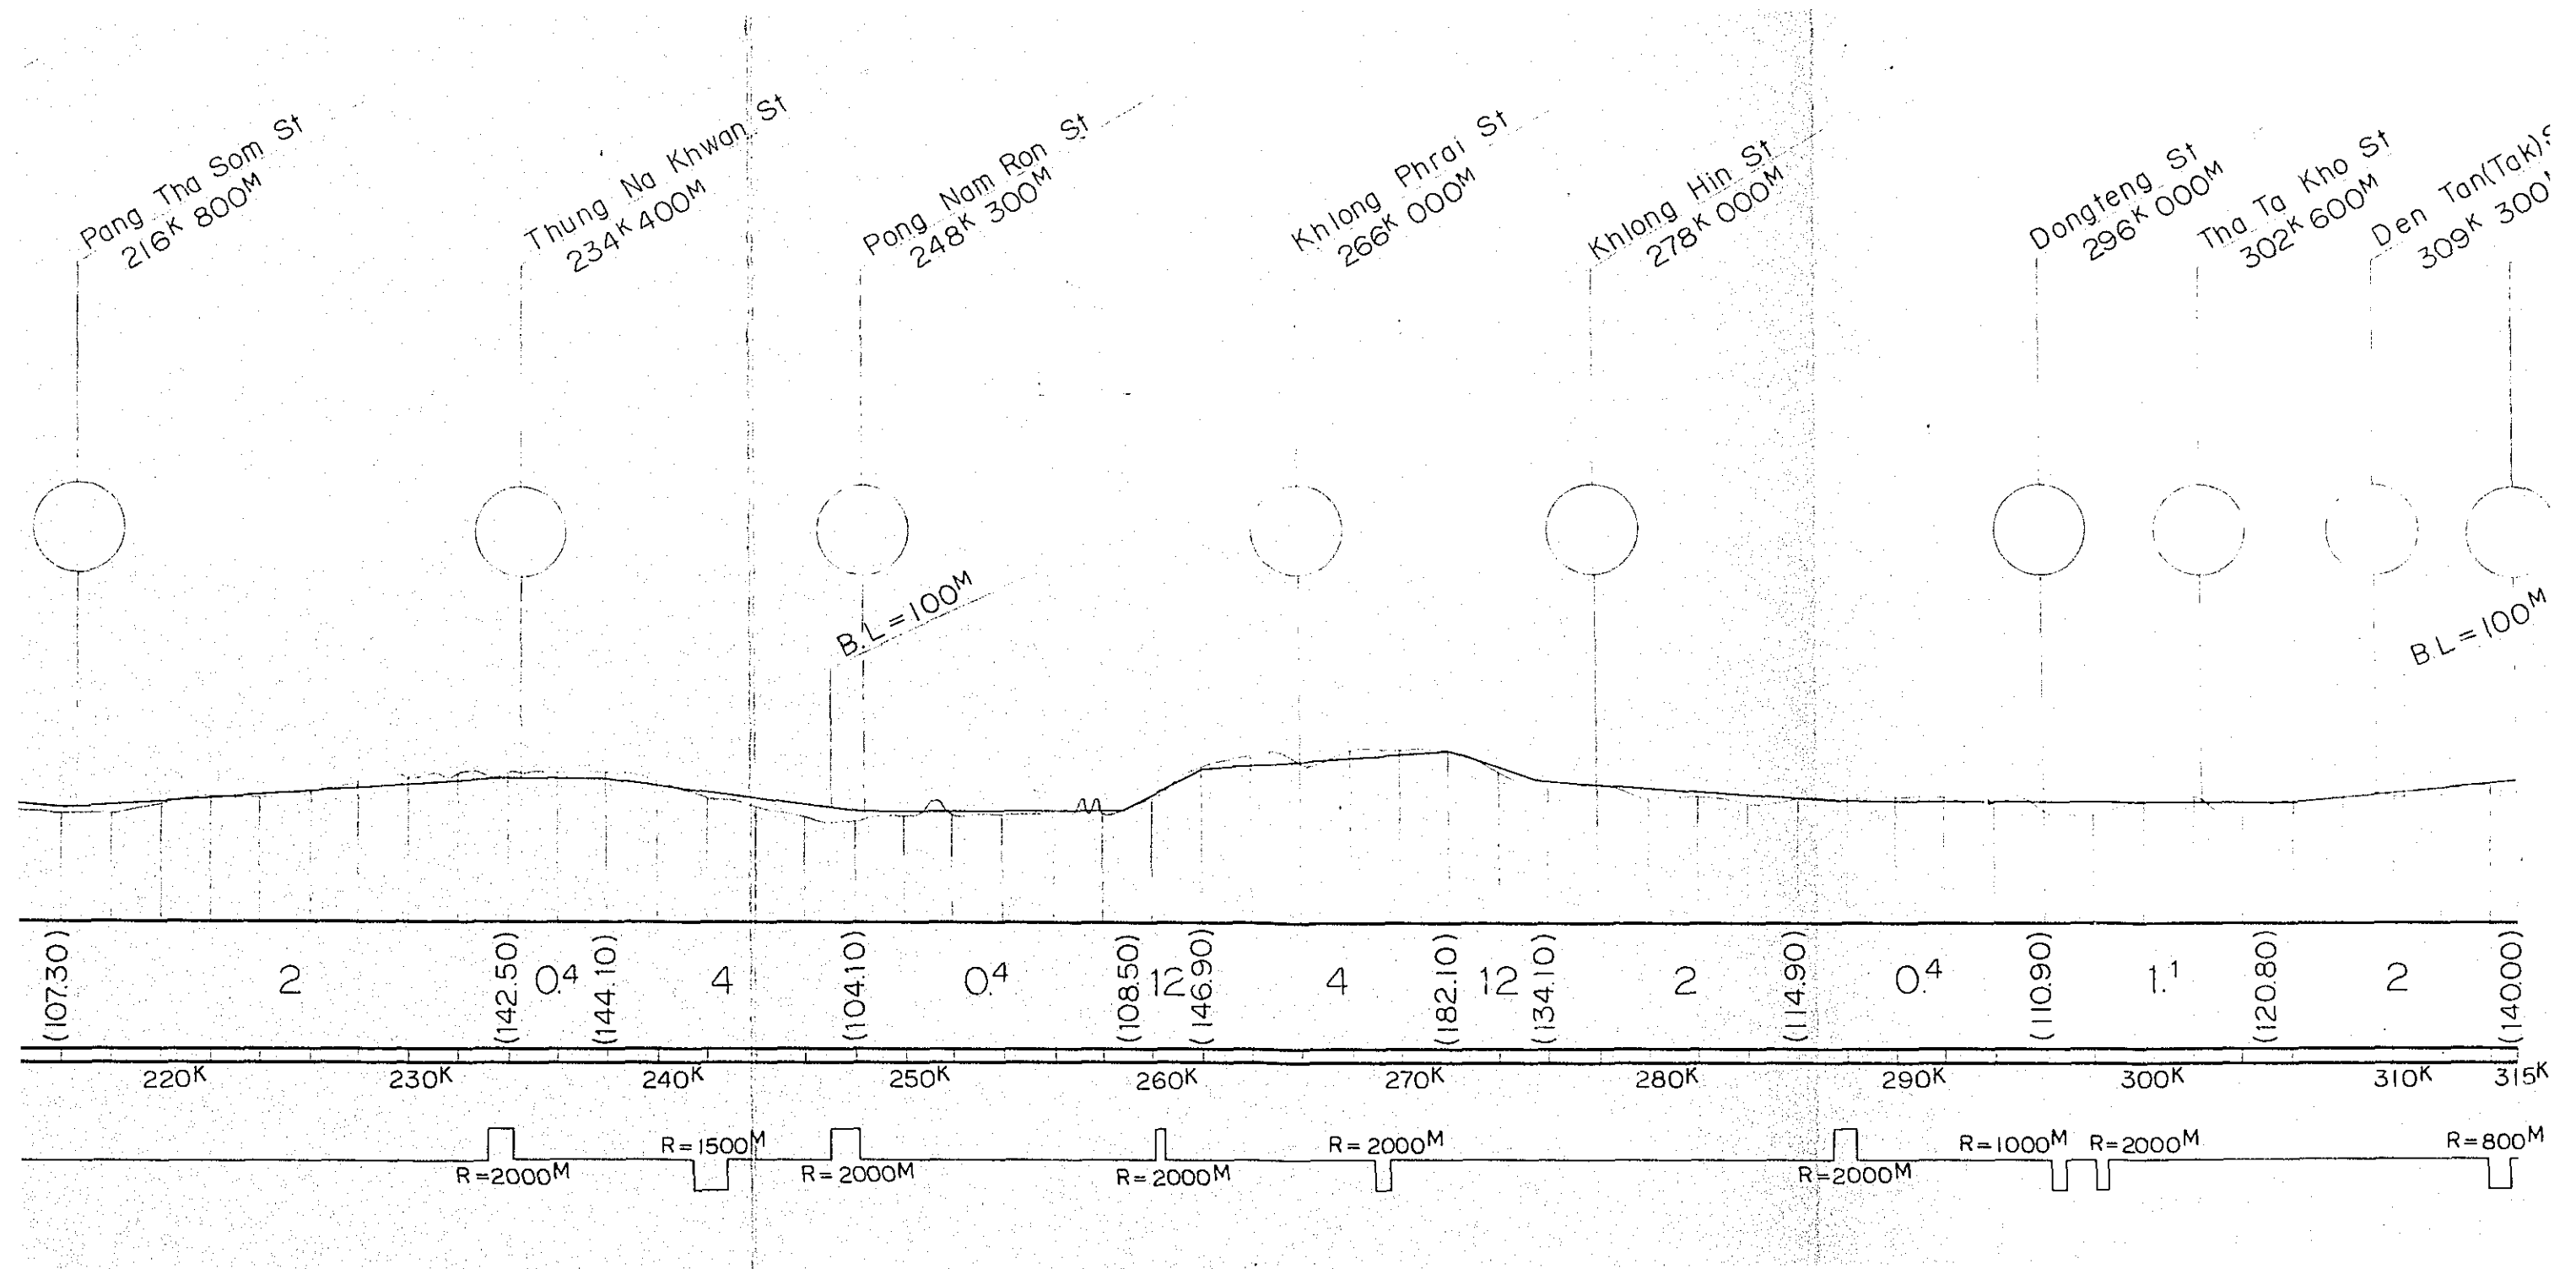 Pang Tha Som St
216K 800M
Thung Na Khwan St
234K 400M
Pong Nam Ron St
248K 300M
Khlong Phrai St
266K 000M
Khlong Hin St
278K 000M
Dongteng St
296K 000M
Tha Ta Kho St
302K 600M
Den Tan(Tak)
309K 300
B.L=100M
B.L=100M
(107.30) 2 (142.50) 0.4 (144.10) 4 (104.10) 0.4 (108.50) 12 (146.90) 4 (182.10) 12 (134.10) 2 (114.90) 0.4 (110.90) 1.1 (120.80) 2 (140.00)
220K 230K 240K 250K 260K 270K 280K 290K 300K 310K 315K
R=1500M R=2000M R=1000M R=2000M R=800M
R=2000M R=2000M R=2000M R=2000M